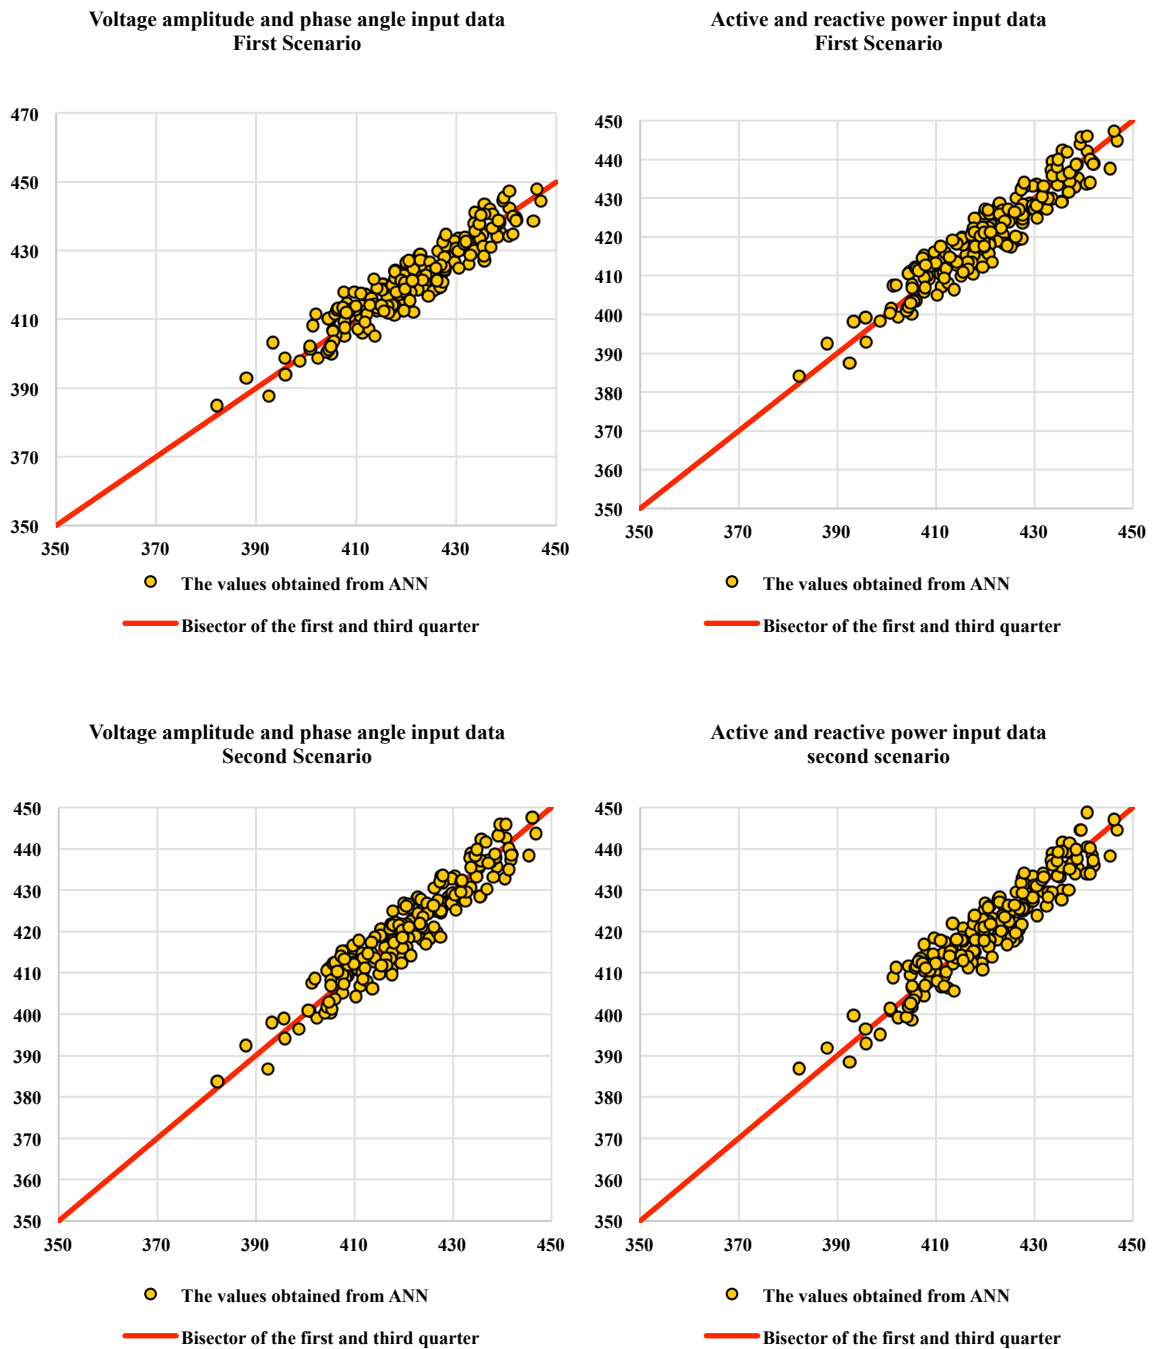 Voltage amplitude and phase angle input data
First Scenario
470
450
430
410
390
370
350
350 370 390 410 430 450
The values obtained from ANN
Bisector of the first and third quarter
Active and reactive power input data
First Scenario
450
440
430
420
410
400
390
380
370
360
350
350 370 390 410 430 450
The values obtained from ANN
Bisector of the first and third quarter
Voltage amplitude and phase angle input data
Second Scenario
450
440
430
420
410
400
390
380
370
360
350
350 370 390 410 430 450
The values obtained from ANN
Bisector of the first and third quarter
Active and reactive power input data
second scenario
450
440
430
420
410
400
390
380
370
360
350
350 370 390 410 430 450
The values obtained from ANN
Bisector of the first and third quarter